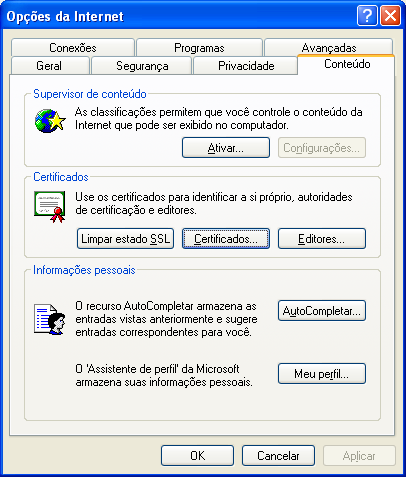 Opções da Internet
Conexões Programas Avançadas
Geral Segurança Privacidade Conteúdo
Supervisor de conteúdo
As classificações permitem que você controle o conteúdo da
Internet que pode ser exibido no computador.
Ativar... Configurações...
Certificados
Use os certificados para identificar a si próprio, autoridades
de certificação e editores.
Limpar estado SSL Certificados... Editores...
Informações pessoais
O recurso AutoCompletar armazena as
entradas vistas anteriormente e sugere
entradas correspondentes para você.
AutoCompletar...
O 'Assistente de perfil' da Microsoft
armazena suas informações pessoais.
Meu perfil...
OK Cancelar Aplicar